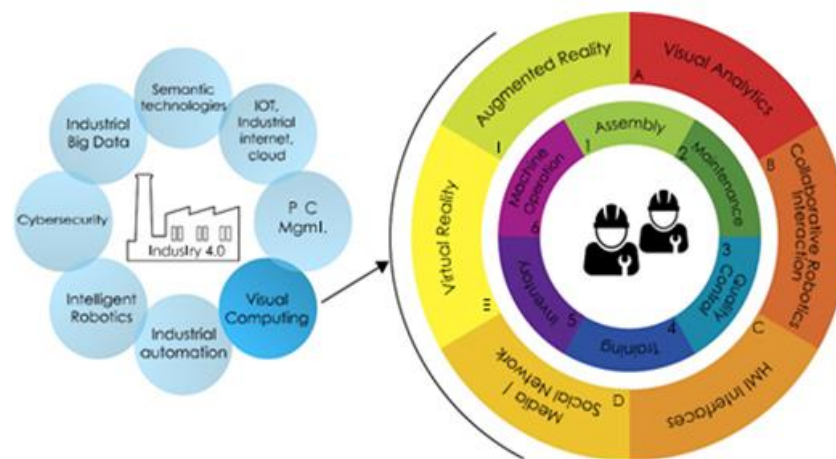 Semantic
technologies
IOT,
Industrial
internet,
cloud
P C
Mgml.
Visual
Computing
Industrial
automation
Intelligent
Robotics
Cybersecurity
Industrial
Big Data
Industry 4.0
Augmented Reality
I
Visual Analytics
A
Collaborative Robotics
Interaction
B
HMI Interfaces
C
Media /
Social Network
D
Virtual Reality
II
Assembly
1
Maintenance
2
Quality
Control
3
Training
4
Inventory
5
Machine
Operation
6